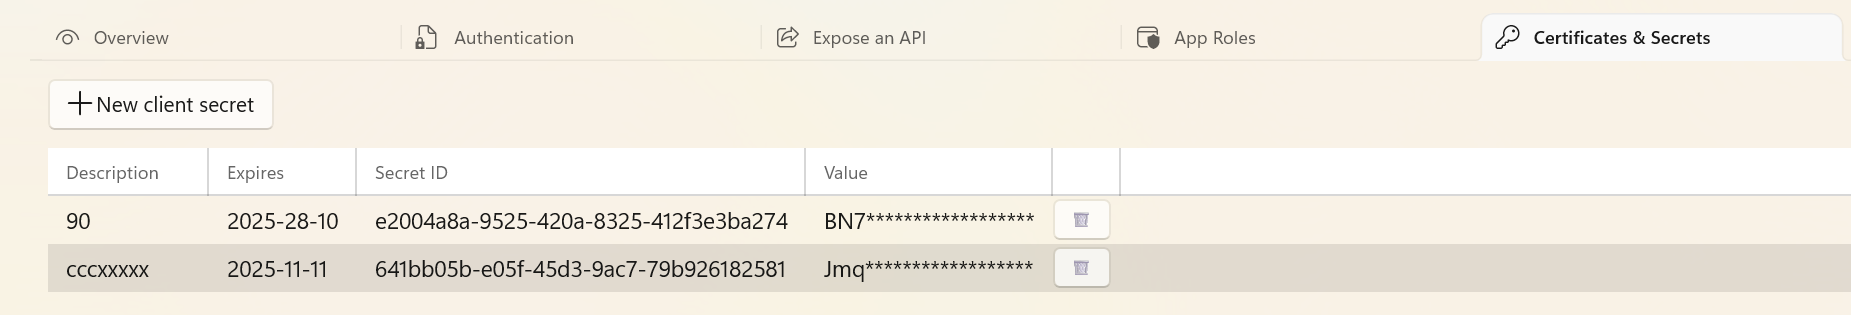 Overview Authentication Expose an API App Roles Certificates & Secrets
New client secret
Description Expires Secret ID Value
90 2025-28-10 e2004a8a-9525-420a-8325-412f3e3ba274 BN7******************
cccxxxxx 2025-11-11 641bb05b-e05f-45d3-9ac7-79b926182581 Jmq******************